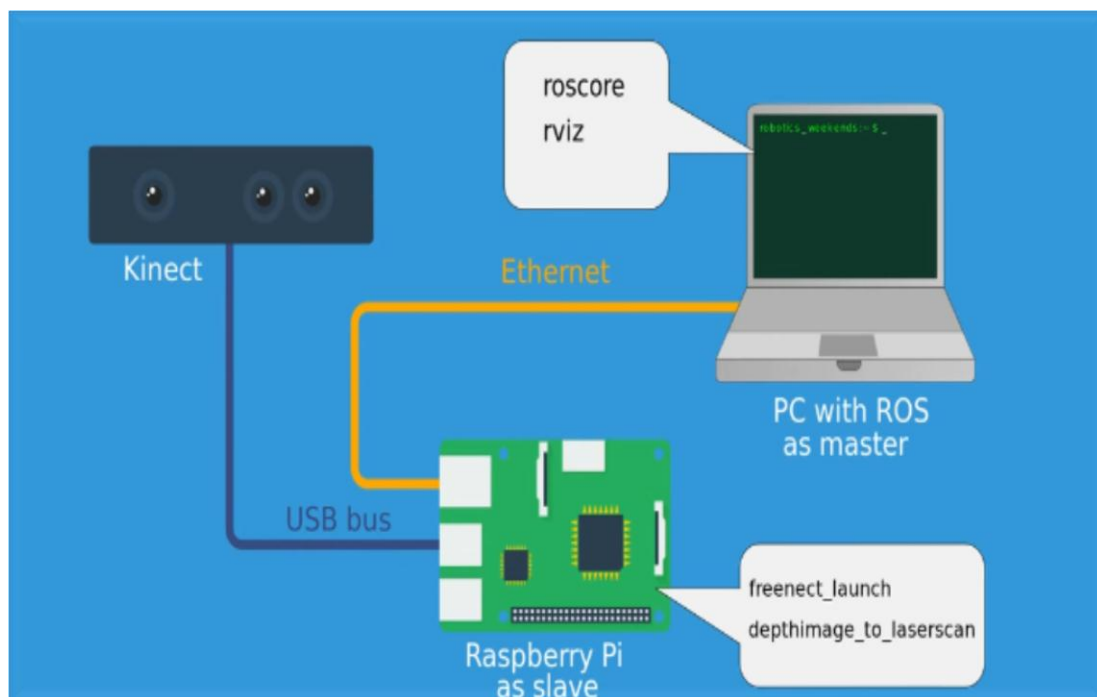 roscore
rviz
robotics_weekends:~ $ _
Kinect
Ethernet
PC with ROS
as master
USB bus
freenect_launch
depthimage_to_laserscan
Raspberry Pi
as slave